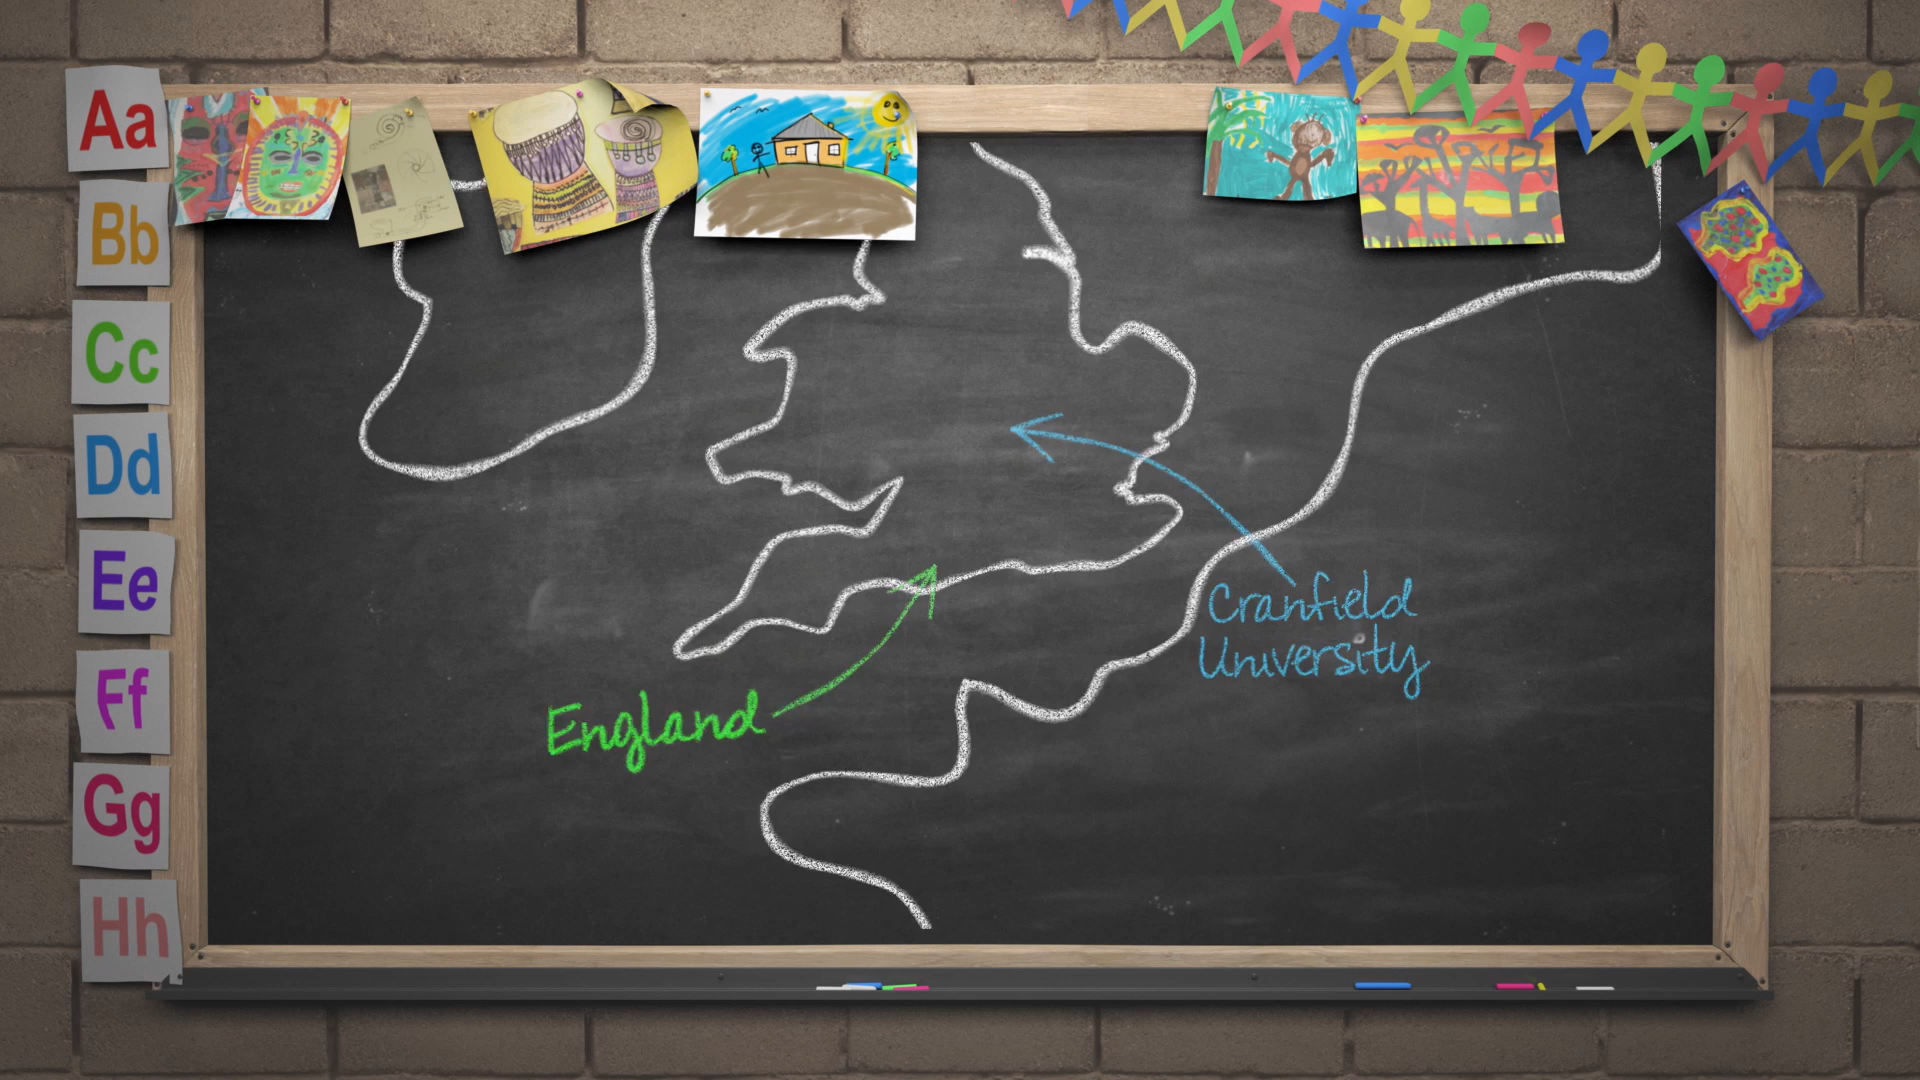 Aa
Bb
Cc
Dd
Ee
Ff
Gg
Hh
England
Cranfield
University